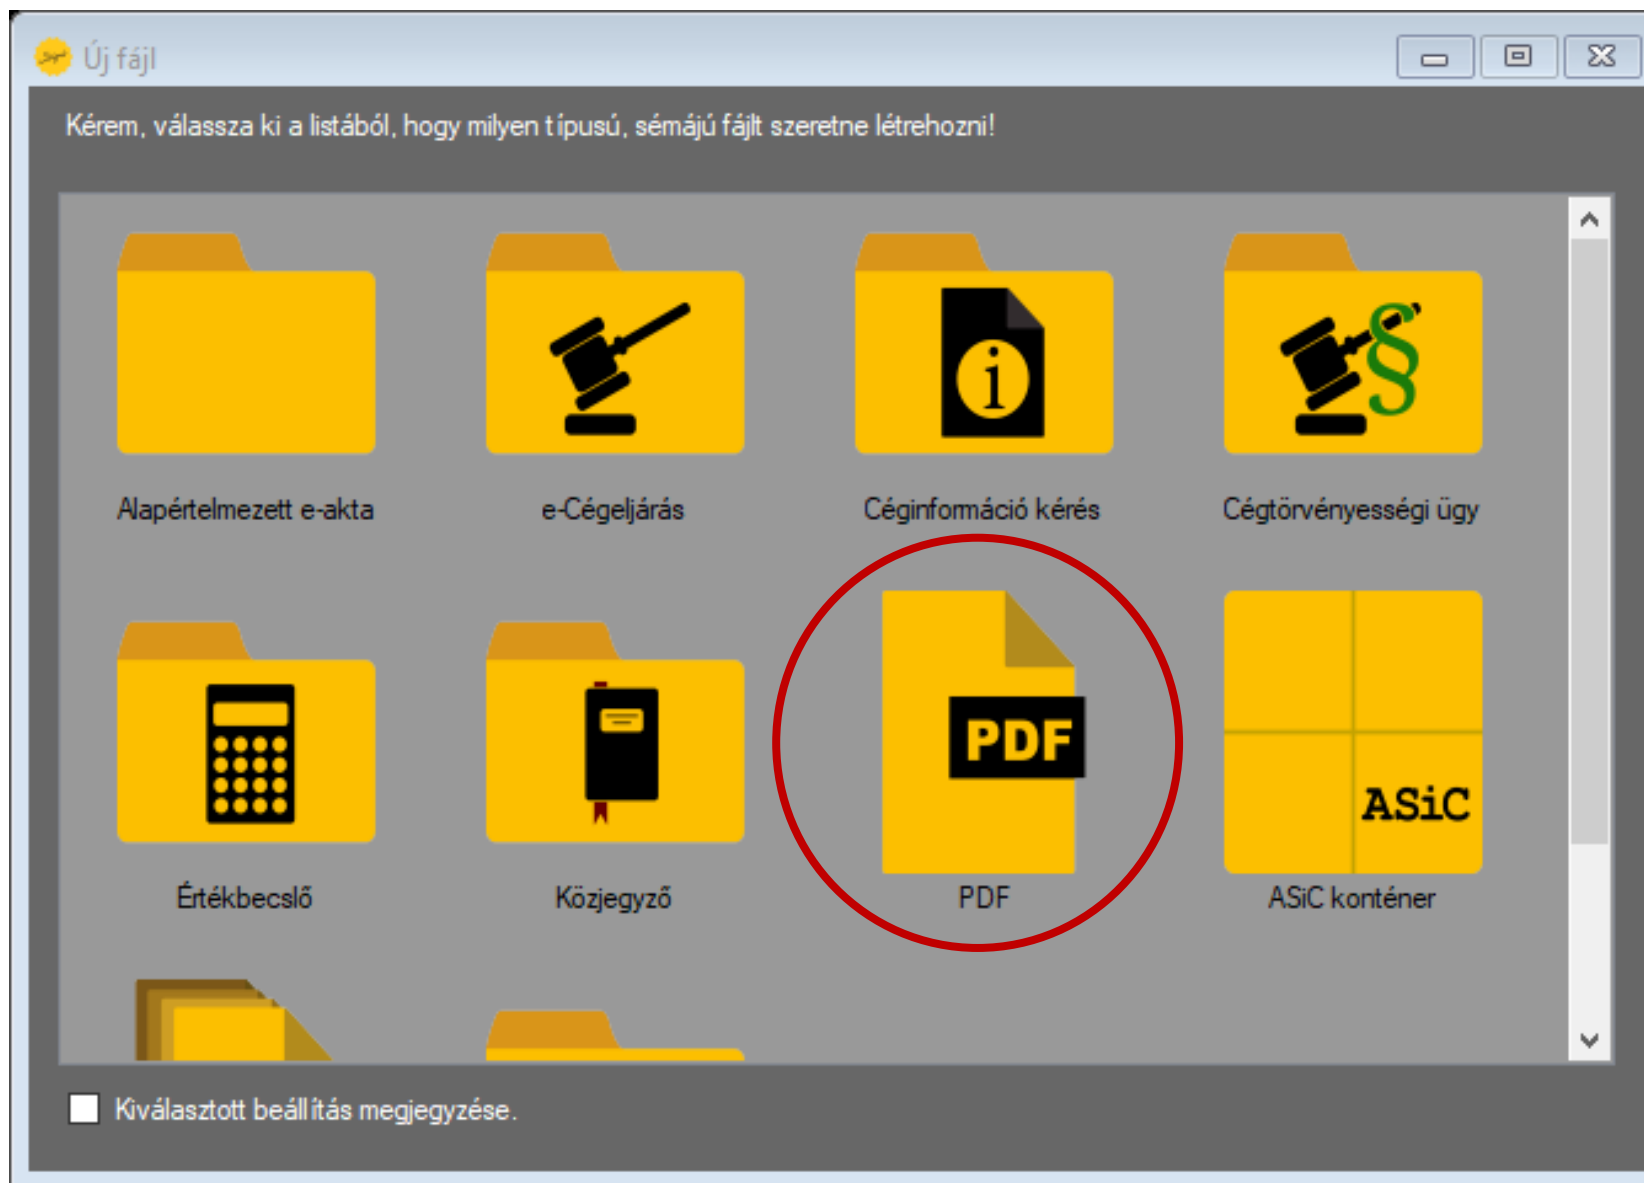 Új fájl
Kérem, válassza ki a listából, hogy milyen típusú, sémájú fájlt szeretne létrehozni!
Alapértelmezett e-akta
e-Cégeljárás
Céginformáció kérés
Cégtörvényességi ügy
PDF
ASiC
Értékbecslő
Közjegyző
PDF
ASiC konténer
Kiválasztott beállítás megjegyzése.